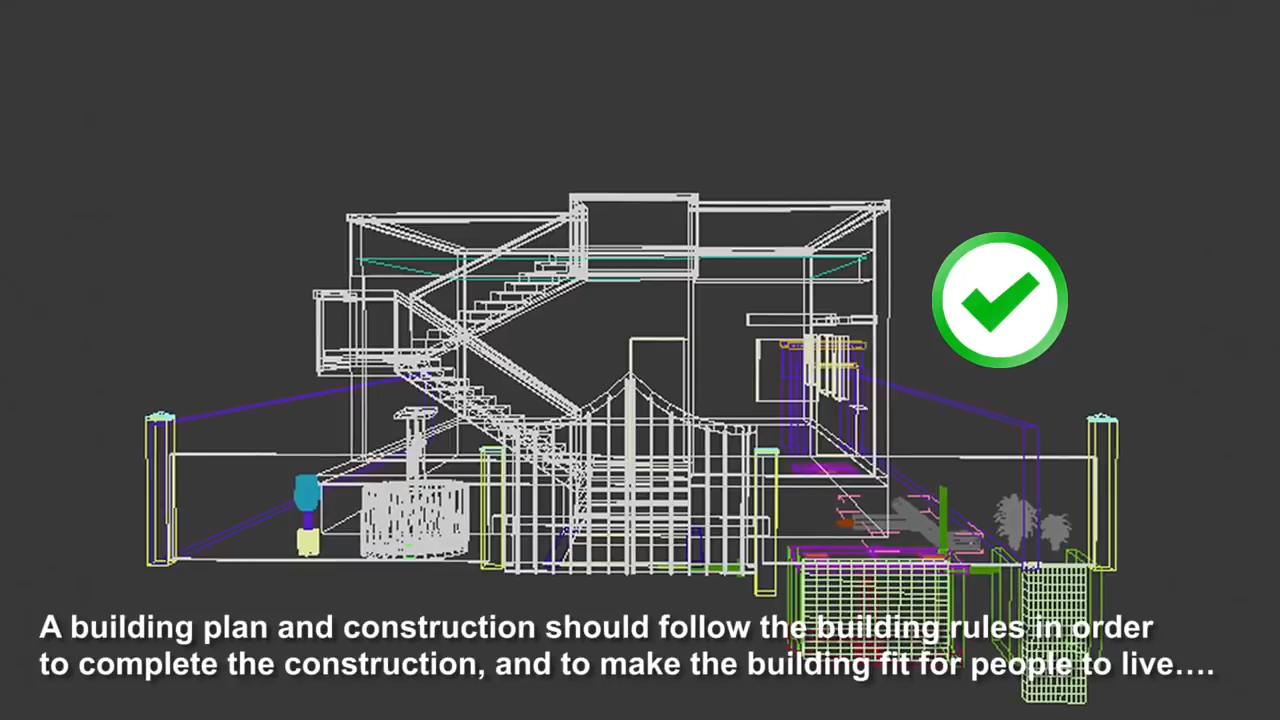 A building plan and construction should follow the building rules in order
to complete the construction, and to make the building fit for people to live....